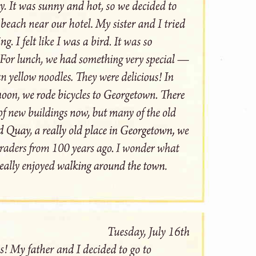 y. It was sunny and hot, so we decided to
beach near our hotel. My sister and I tried
ng. I felt like I was a bird. It was so
For lunch, we had something very special —
n yellow noodles. They were delicious! In
noon, we rode bicycles to Georgetown. There
of new buildings now, but many of the old
d Quay, a really old place in Georgetown, we
raders from 100 years ago. I wonder what
eally enjoyed walking around the town.
Tuesday, July 16th
s! My father and I decided to go to